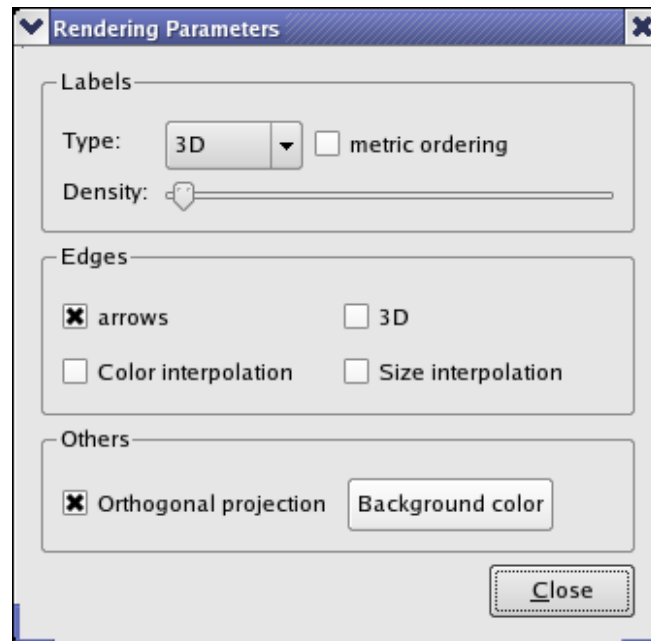 Rendering Parameters
Labels
Type: 3D metric ordering
Density:
Edges
arrows 3D
Color interpolation Size interpolation
Others
Orthogonal projection Background color
Close